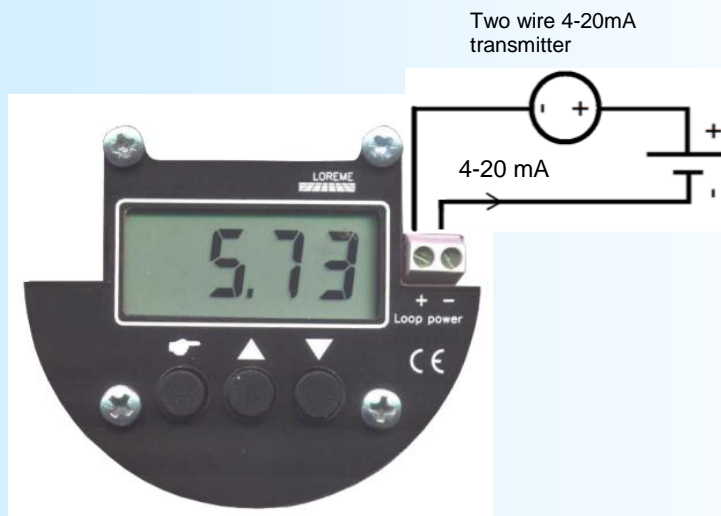 Two wire 4-20mA
transmitter
- +
+
4-20 mA
-
LOREME
5.73
+ -
Loop power
CE